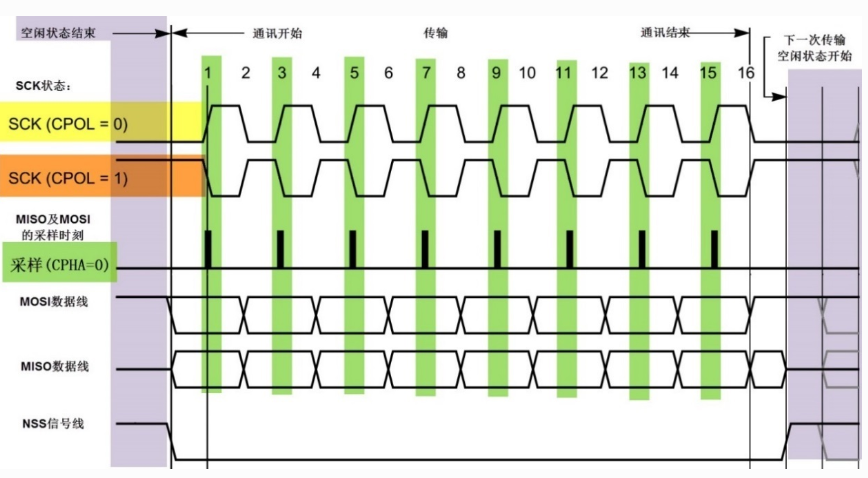 空闲状态结束
通讯开始
传输
通讯结束
下一次传输
空闲状态开始
1 2 3 4 5 6 7 8 9 10 11 12 13 14 15 16
SCK状态:
SCK (CPOL = 0)
SCK (CPOL = 1)
MISO及MOSI
的采样时刻
采样(CPHA=0)
MOSI数据线
MISO数据线
NSS信号线